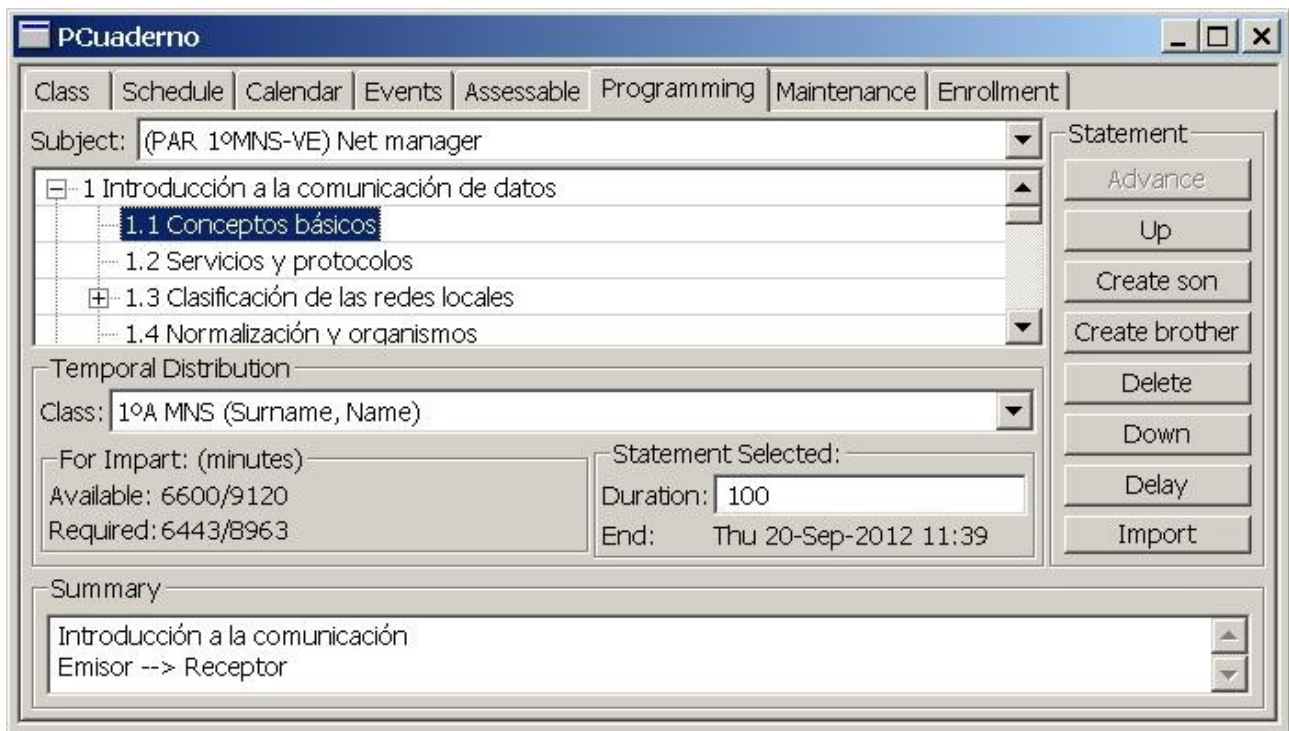 PCuaderno
Class Schedule Calendar Events Assessable Programming Maintenance Enrollment
Subject: (PAR 1ºMNS-VE) Net manager
1 Introducción a la comunicación de datos
1.1 Conceptos básicos
1.2 Servicios y protocolos
1.3 Clasificación de las redes locales
1.4 Normalización y organismos
Temporal Distribution
Class: 1ºA MNS (Surname, Name)
For Impart: (minutes)
Available: 6600/9120
Required: 6443/8963
Statement Selected:
Duration: 100
End: Thu 20-Sep-2012 11:39
Statement
Advance
Up
Create son
Create brother
Delete
Down
Delay
Import
Summary
Introducción a la comunicación
Emisor --> Receptor